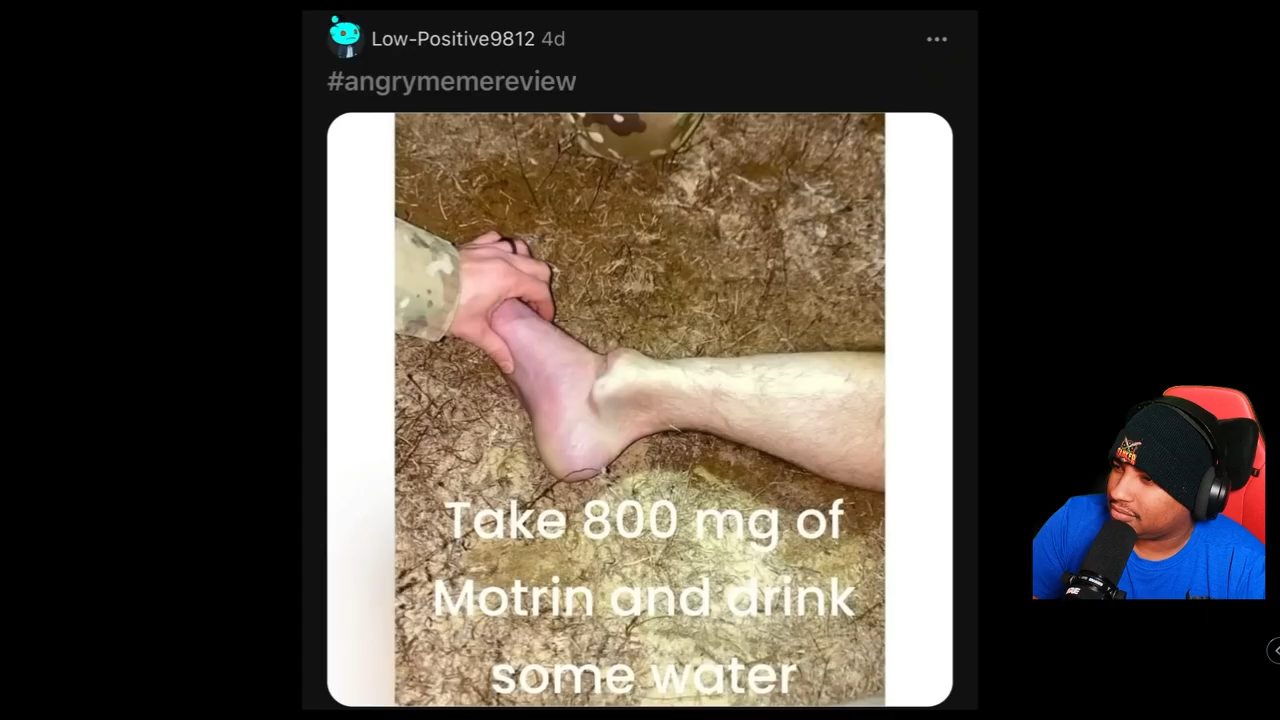 Low-Positive9812 4d
#angrymemereview
Take 800 mg of
Motrin and drink
some water